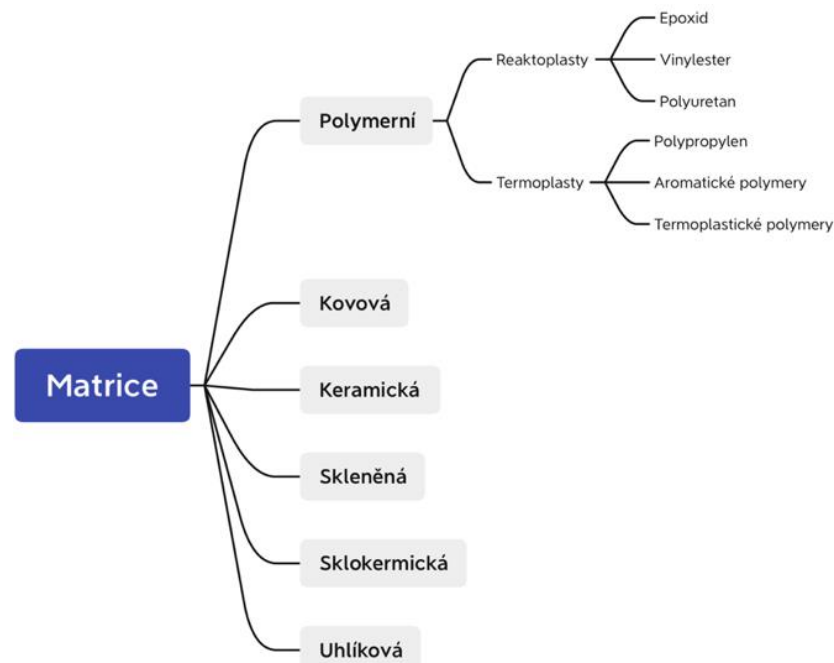 Matrice
Polymerní
Reaktoplasty
Epoxid
Vinylester
Polyuretan
Termoplasty
Polypropylen
Aromatické polymery
Termoplastické polymery
Kovová
Keramická
Skleněná
Sklokermická
Uhlíková